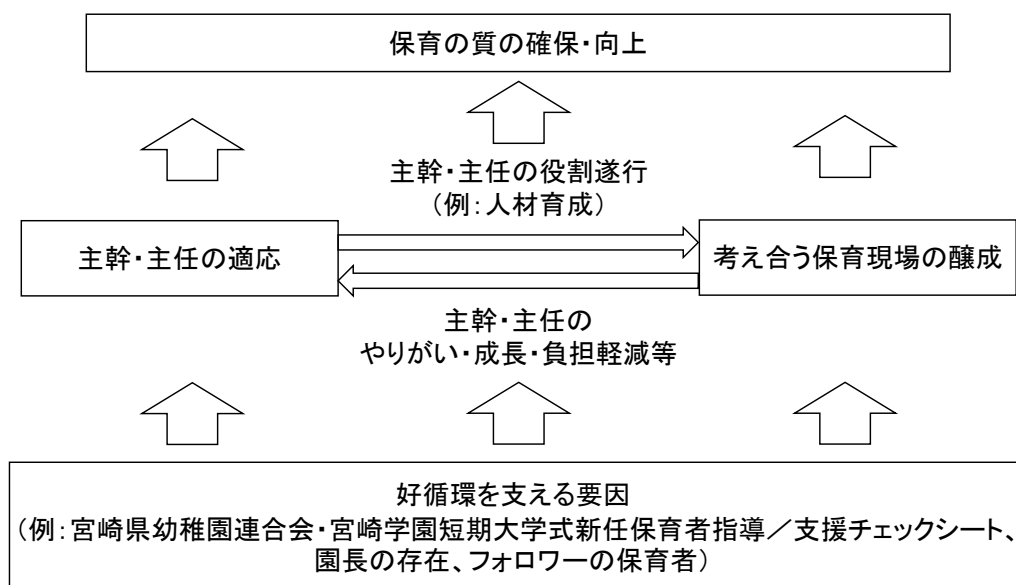 保育の質の確保・向上
主幹・主任の役割遂行
（例：人材育成）
主幹・主任の適応
考え合う保育現場の醸成
主幹・主任の
やりがい・成長・負担軽減等
好循環を支える要因
（例：宮崎県幼稚園連合会・宮崎学園短期大学式新任保育者指導／支援チェックシート、
園長の存在、フォロワーの保育者）